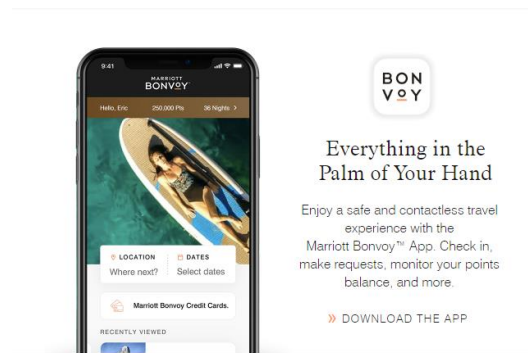 9:41
MARRIOTT
BONVOY
Hello, Eric 250,000 Pts 36 Nights >
LOCATION DATES
Where next? Select dates
Marriott Bonvoy Credit Cards.
RECENTLY VIEWED
BON
VOY
Everything in the
Palm of Your Hand
Enjoy a safe and contactless travel
experience with the
Marriott Bonvoy™ App. Check in,
make requests, monitor your points
balance, and more.
» DOWNLOAD THE APP